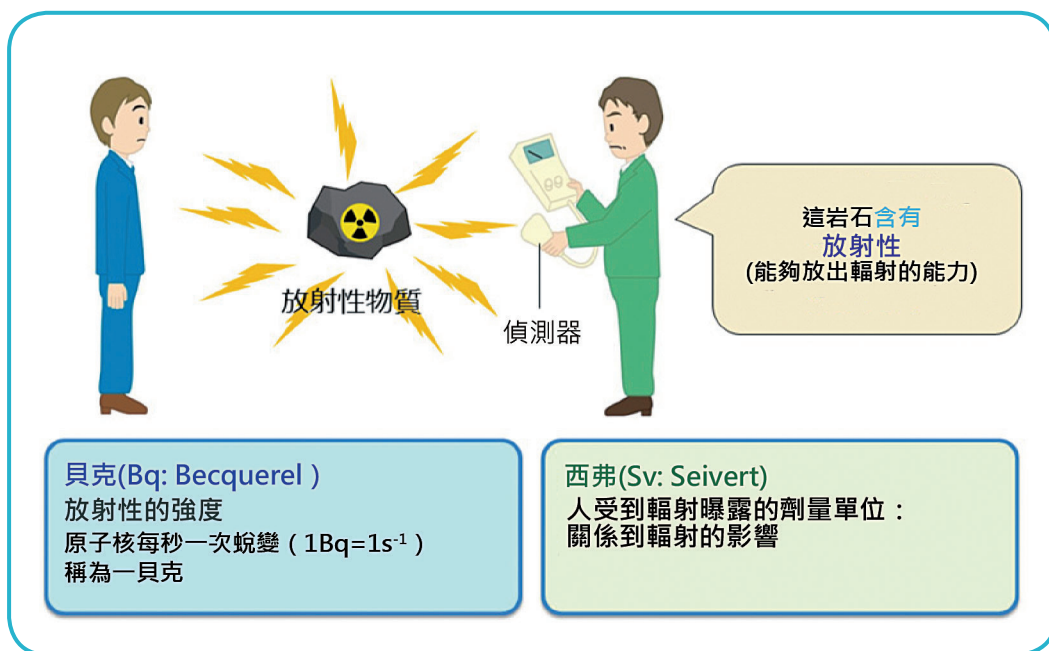 這岩石含有
放射性
(能夠放出輻射的能力)
放射性物質
偵測器
貝克(Bq: Becquerel )
放射性的強度
原子核每秒一次蛻變（1Bq=1s⁻¹）
稱為一貝克
西弗(Sv: Seivert)
人受到輻射曝露的劑量單位：
關係到輻射的影響